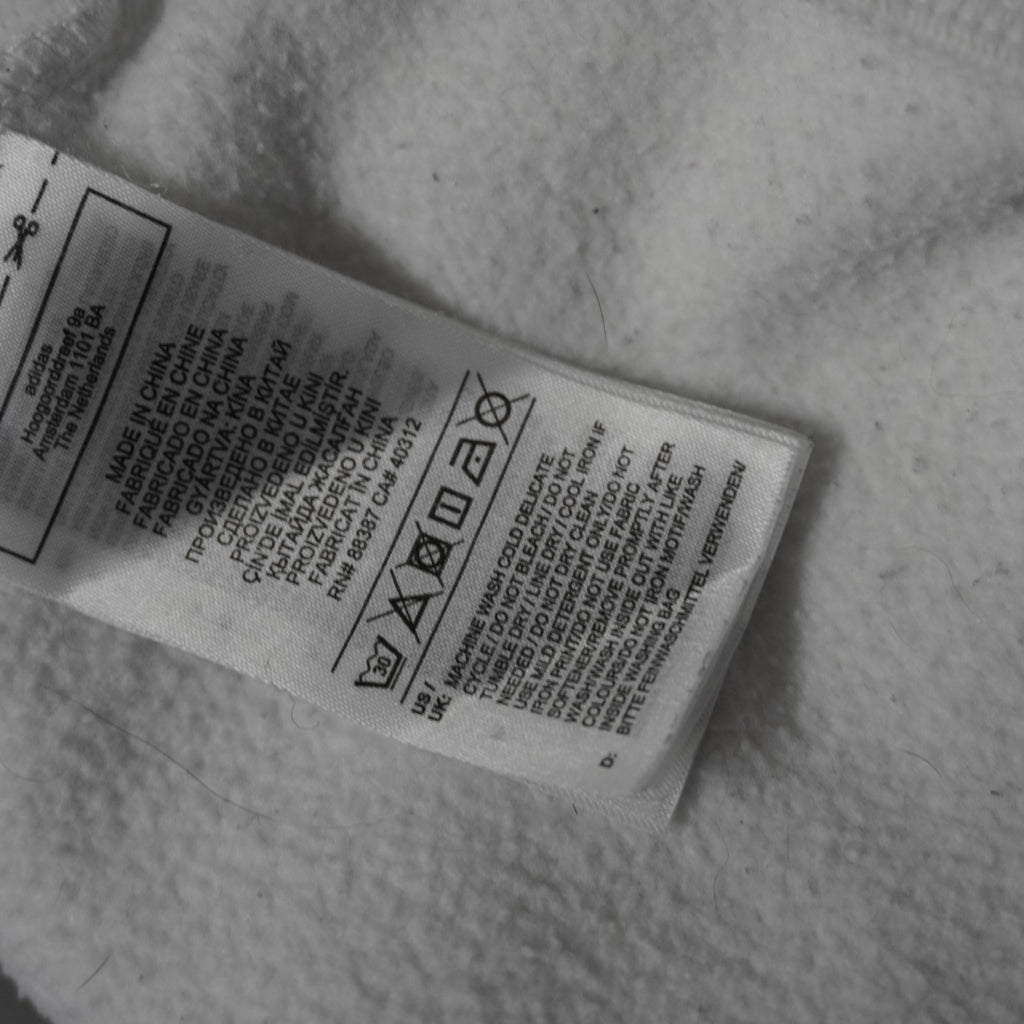 adidas
Hoogoorddreef 9a
Amsterdam 1101 BA
The Netherlands
MADE IN CHINA
FABRIQUÉ EN CHINE
FABRICADO EN CHINA
FABRICADO NA CHINA
GYÁRTVA: KÍNA
ПРОИЗВЕДЕНО В КИТАЙ
СДЕЛАНО В КИТАЕ
PROIZVEDENO U KINI
ÇİN'DE İMAL EDİLMİŞTİR.
ҚЫТАЙДА ЖАСАЛҒАН
PROIZVEDENO U KINI
FABRICAT IN CHINA
RN# 88387 CA# 40312
30
US /
UK: MACHINE WASH COLD DELICATE
CYCLE / DO NOT BLEACH / DO NOT
TUMBLE DRY / LINE DRY / COOL IRON IF
NEEDED / DO NOT DRY CLEAN
USE MILD DETERGENT ONLY/DO NOT
IRON PRINT/DO NOT USE FABRIC
SOFTENER/REMOVE PROMPTLY AFTER
WASH/WASH INSIDE OUT WITH LIKE
COLOURS/DO NOT IRON MOTIF/WASH
INSIDE WASHING BAG
D: BITTE FEINWASCHMITTEL VERWENDEN/